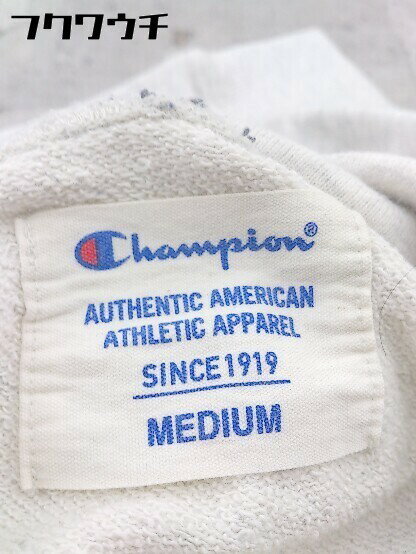 フクワウチ
Champion®
AUTHENTIC AMERICAN
ATHLETIC APPAREL
SINCE 1919
MEDIUM